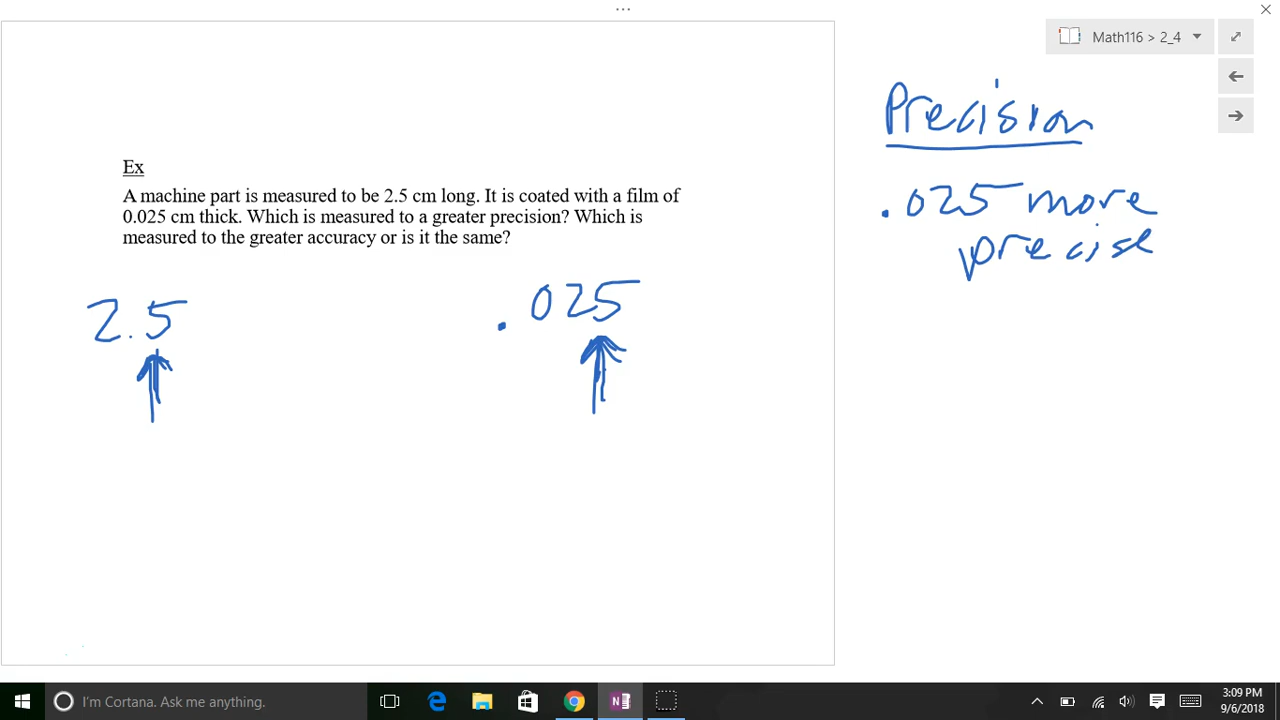 Math116 > 2_4
Precision
.025 more
precise
Ex
A machine part is measured to be 2.5 cm long. It is coated with a film of
0.025 cm thick. Which is measured to a greater precision? Which is
measured to the greater accuracy or is it the same?
2.5
.025
I'm Cortana. Ask me anything.
3:09 PM
9/6/2018